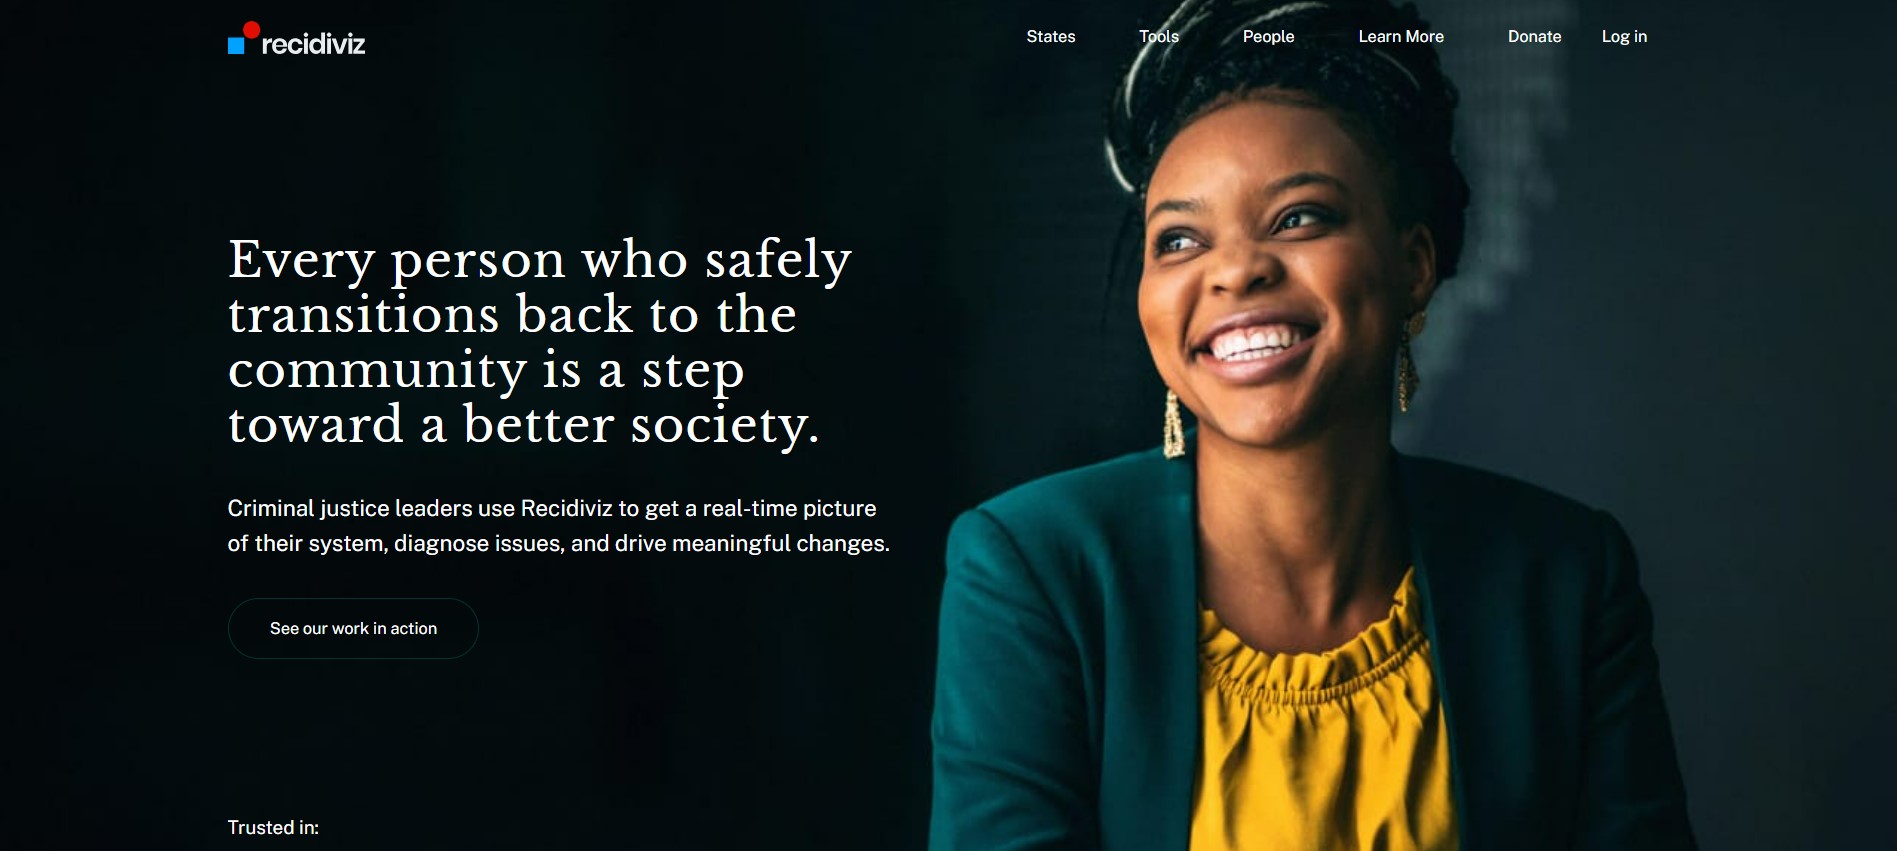 recidiviz
States Tools People Learn More Donate Log in
Every person who safely
transitions back to the
community is a step
toward a better society.
Criminal justice leaders use Recidiviz to get a real-time picture
of their system, diagnose issues, and drive meaningful changes.
See our work in action
Trusted in: